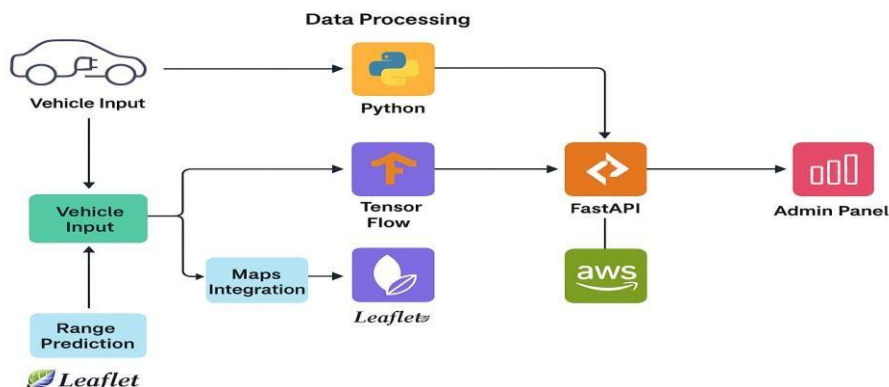 Data Processing
Vehicle Input
Python
Vehicle
Input
Tensor
Flow
FastAPI
Admin Panel
Maps
Integration
Leaflet
aws
Range
Prediction
Leaflet